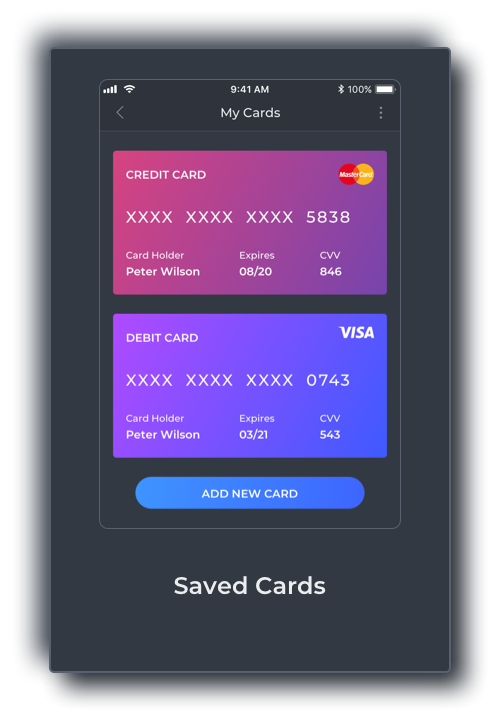 9:41 AM 100%
My Cards
CREDIT CARD MasterCard
XXXX XXXX XXXX 5838
Card Holder Expires CVV
Peter Wilson 08/20 846
DEBIT CARD VISA
XXXX XXXX XXXX 0743
Card Holder Expires CVV
Peter Wilson 03/21 543
ADD NEW CARD
Saved Cards